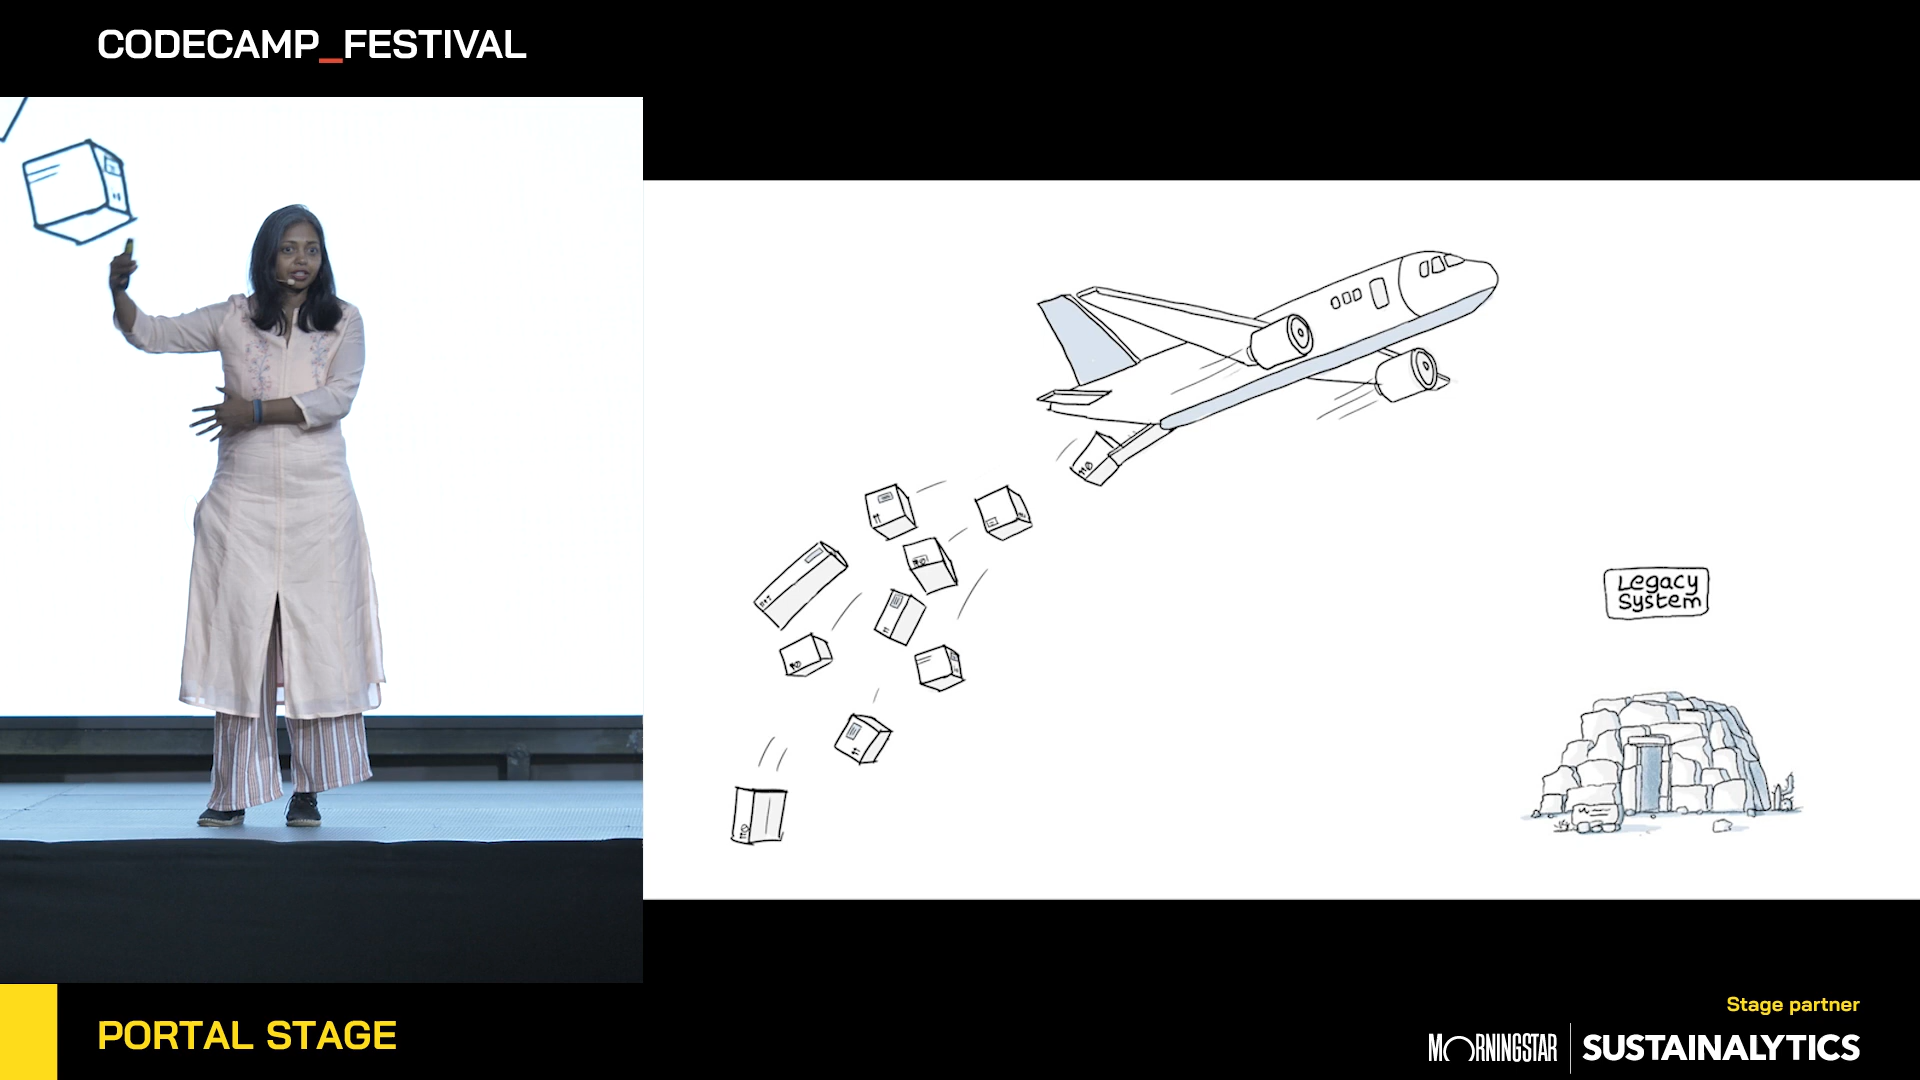 CODECAMP_FESTIVAL
Legacy
System
PORTAL STAGE
Stage partner
MORNINGSTAR | SUSTAINALYTICS